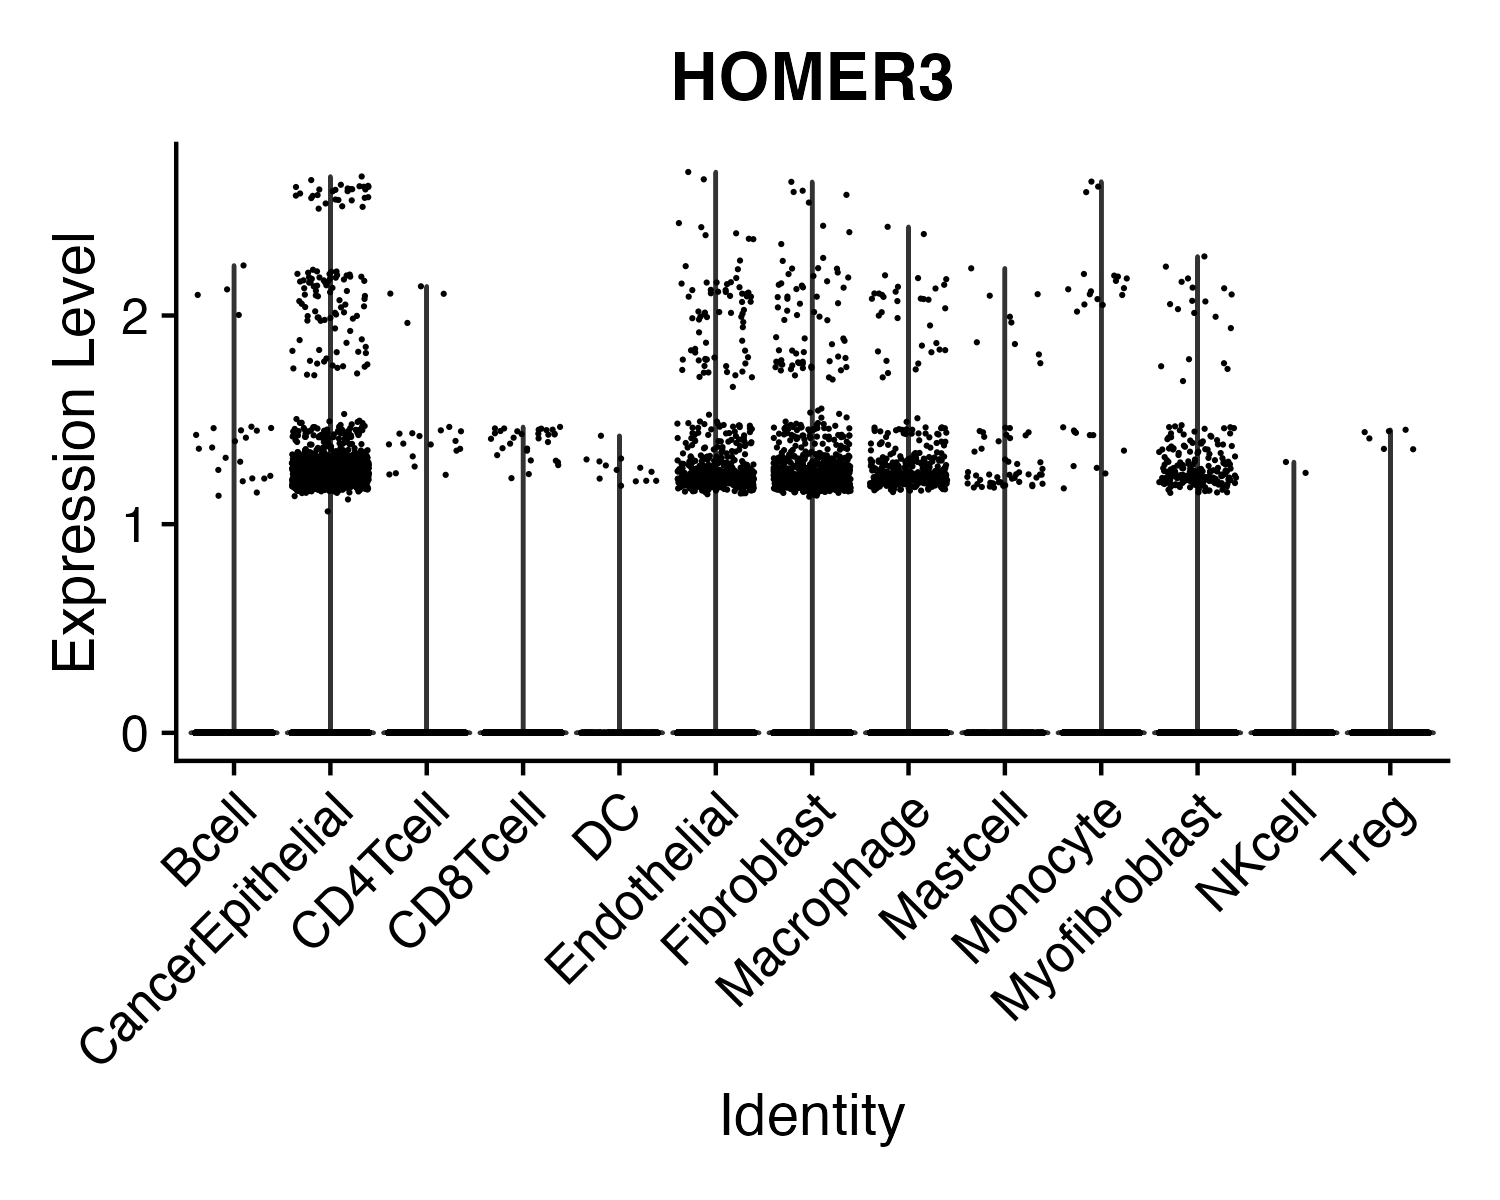 HOMER3
Expression Level
2
1
0
Bcell
CancerEpithelial
CD4Tcell
CD8Tcell
DC
Endothelial
Fibroblast
Macrophage
Mastcell
Monocyte
Myofibroblast
NKcell
Treg
Identity